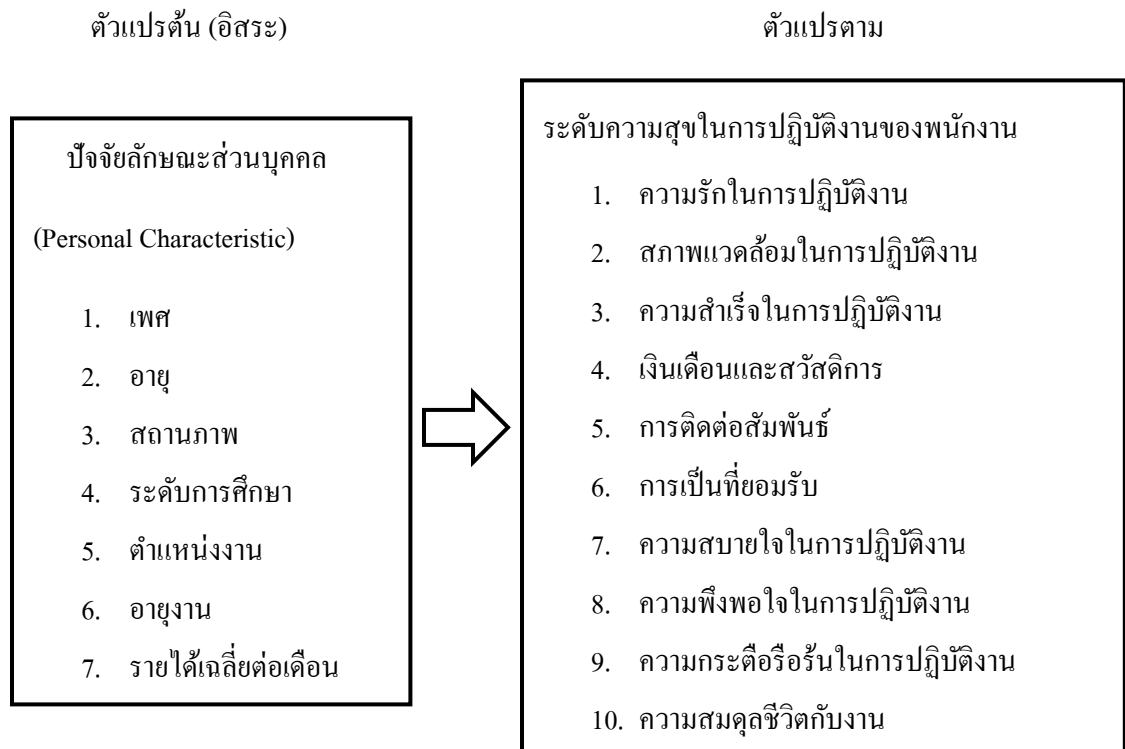 ตัวแปรต้น (อิสระ)
ตัวแปรตาม
ปัจจัยลักษณะส่วนบุคคล
(Personal Characteristic)
1. เพศ
2. อายุ
3. สถานภาพ
4. ระดับการศึกษา
5. ตำแหน่งงาน
6. อายุงาน
7. รายได้เฉลี่ยต่อเดือน
ระดับความสุขในการปฏิบัติงานของพนักงาน
1. ความรักในการปฏิบัติงาน
2. สภาพแวดล้อมในการปฏิบัติงาน
3. ความสำเร็จในการปฏิบัติงาน
4. เงินเดือนและสวัสดิการ
5. การติดต่อสัมพันธ์
6. การเป็นที่ยอมรับ
7. ความสบายใจในการปฏิบัติงาน
8. ความพึงพอใจในการปฏิบัติงาน
9. ความกระตือรือร้นในการปฏิบัติงาน
10. ความสมดุลชีวิตกับงาน